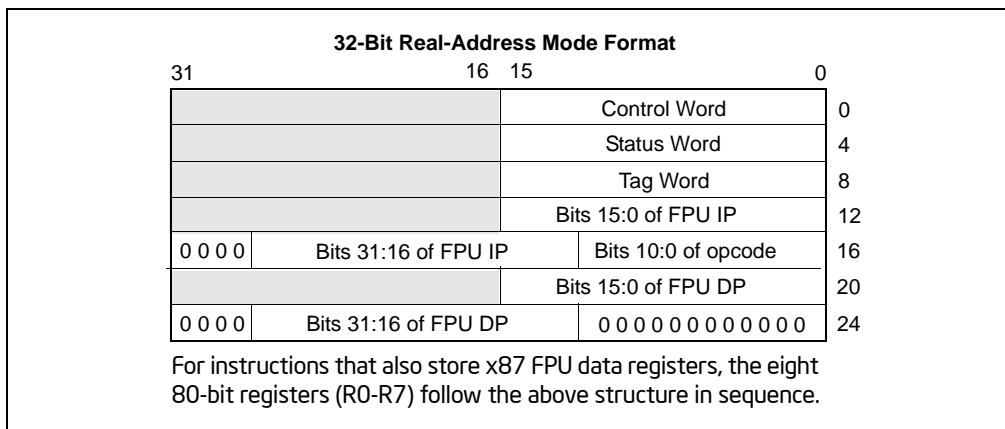 32-Bit Real-Address Mode Format
31 16 15 0
Control Word 0
Status Word 4
Tag Word 8
Bits 15:0 of FPU IP 12
0 0 0 0 Bits 31:16 of FPU IP Bits 10:0 of opcode 16
Bits 15:0 of FPU DP 20
0 0 0 0 Bits 31:16 of FPU DP 0 0 0 0 0 0 0 0 0 0 0 0 24
For instructions that also store x87 FPU data registers, the eight
80-bit registers (R0-R7) follow the above structure in sequence.